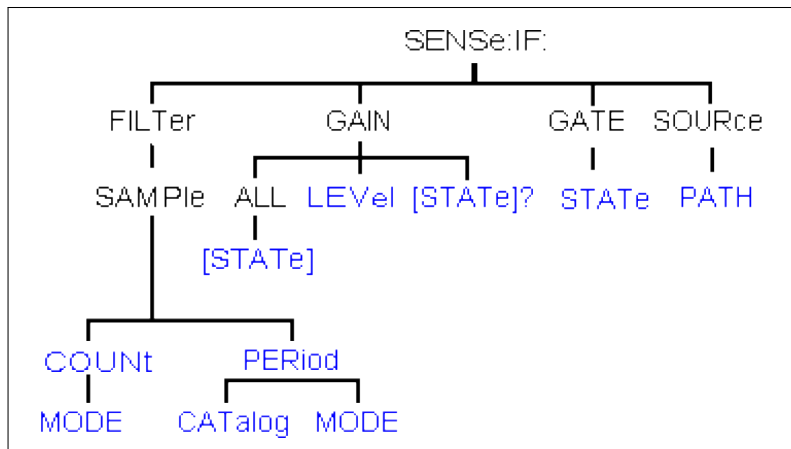 SENSe:IF:
FILTer GAIN GATE SOURce
SAMPle ALL LEVel [STATe]? STATe PATH
[STATe]
COUNt PERiod
MODE CATalog MODE